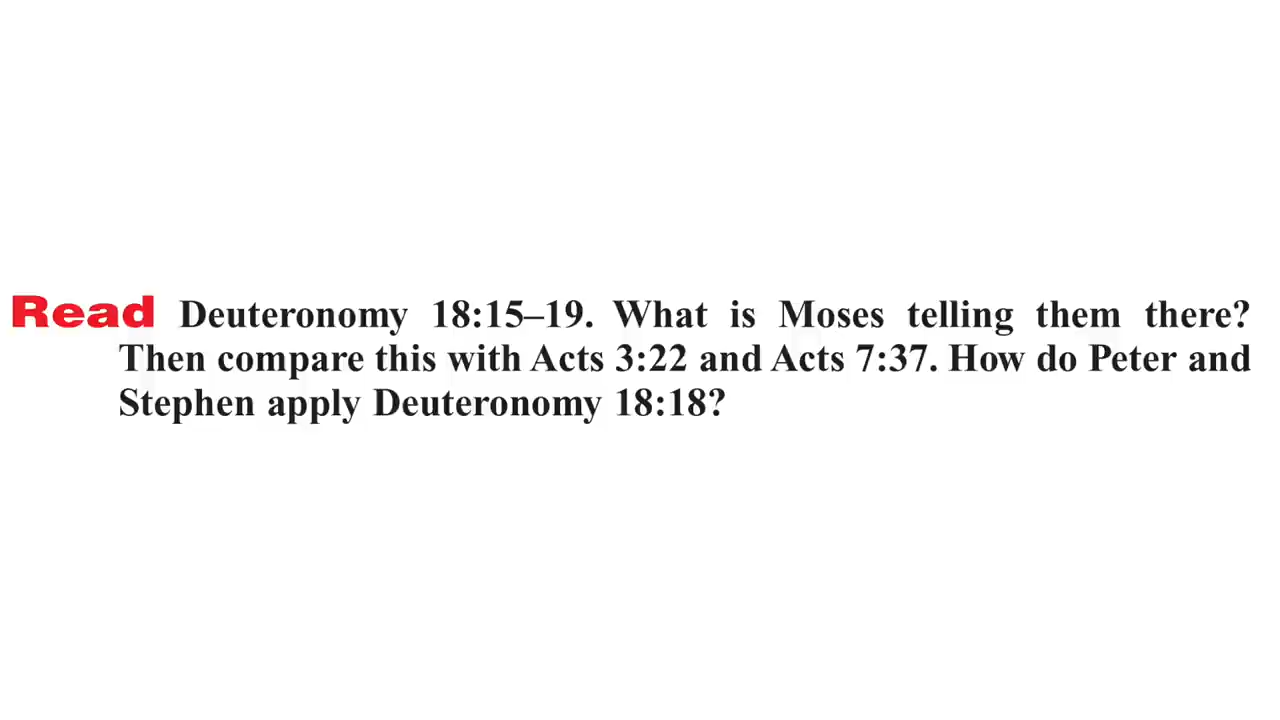 Read Deuteronomy 18:15–19. What is Moses telling them there?
Then compare this with Acts 3:22 and Acts 7:37. How do Peter and
Stephen apply Deuteronomy 18:18?